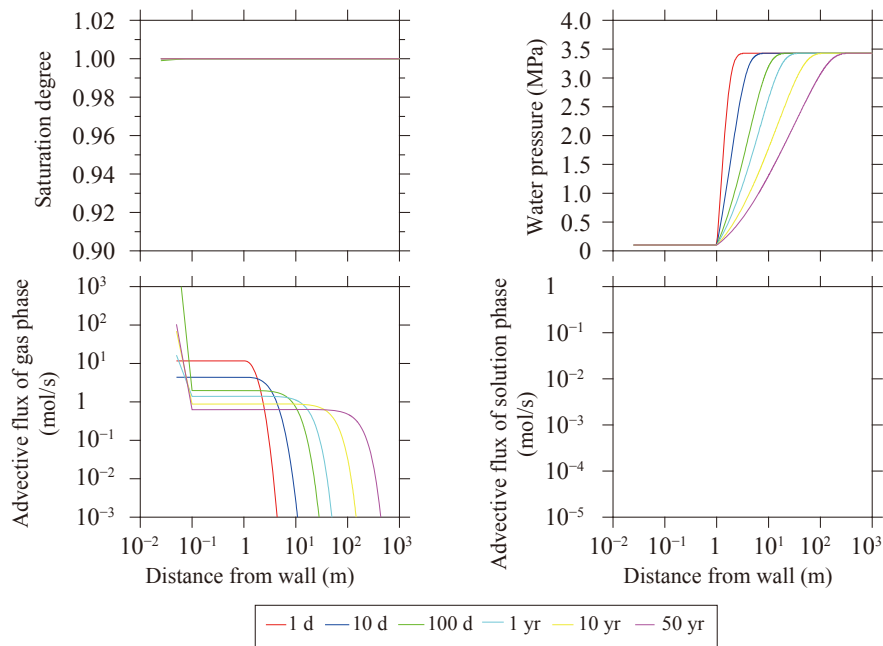 Saturation degree
1.02
1.00
0.98
0.96
0.94
0.92
0.90
Water pressure (MPa)
4.0
3.5
3.0
2.5
2.0
1.5
1.0
0.5
0
Advective flux of gas phase
(mol/s)
10³
10²
10¹
1
10⁻¹
10⁻²
10⁻³
10⁻² 10⁻¹ 1 10¹ 10² 10³
Distance from wall (m)
Advective flux of solution phase
(mol/s)
1
10⁻¹
10⁻²
10⁻³
10⁻⁴
10⁻⁵
10⁻² 10⁻¹ 1 10¹ 10² 10³
Distance from wall (m)
1 d 10 d 100 d 1 yr 10 yr 50 yr